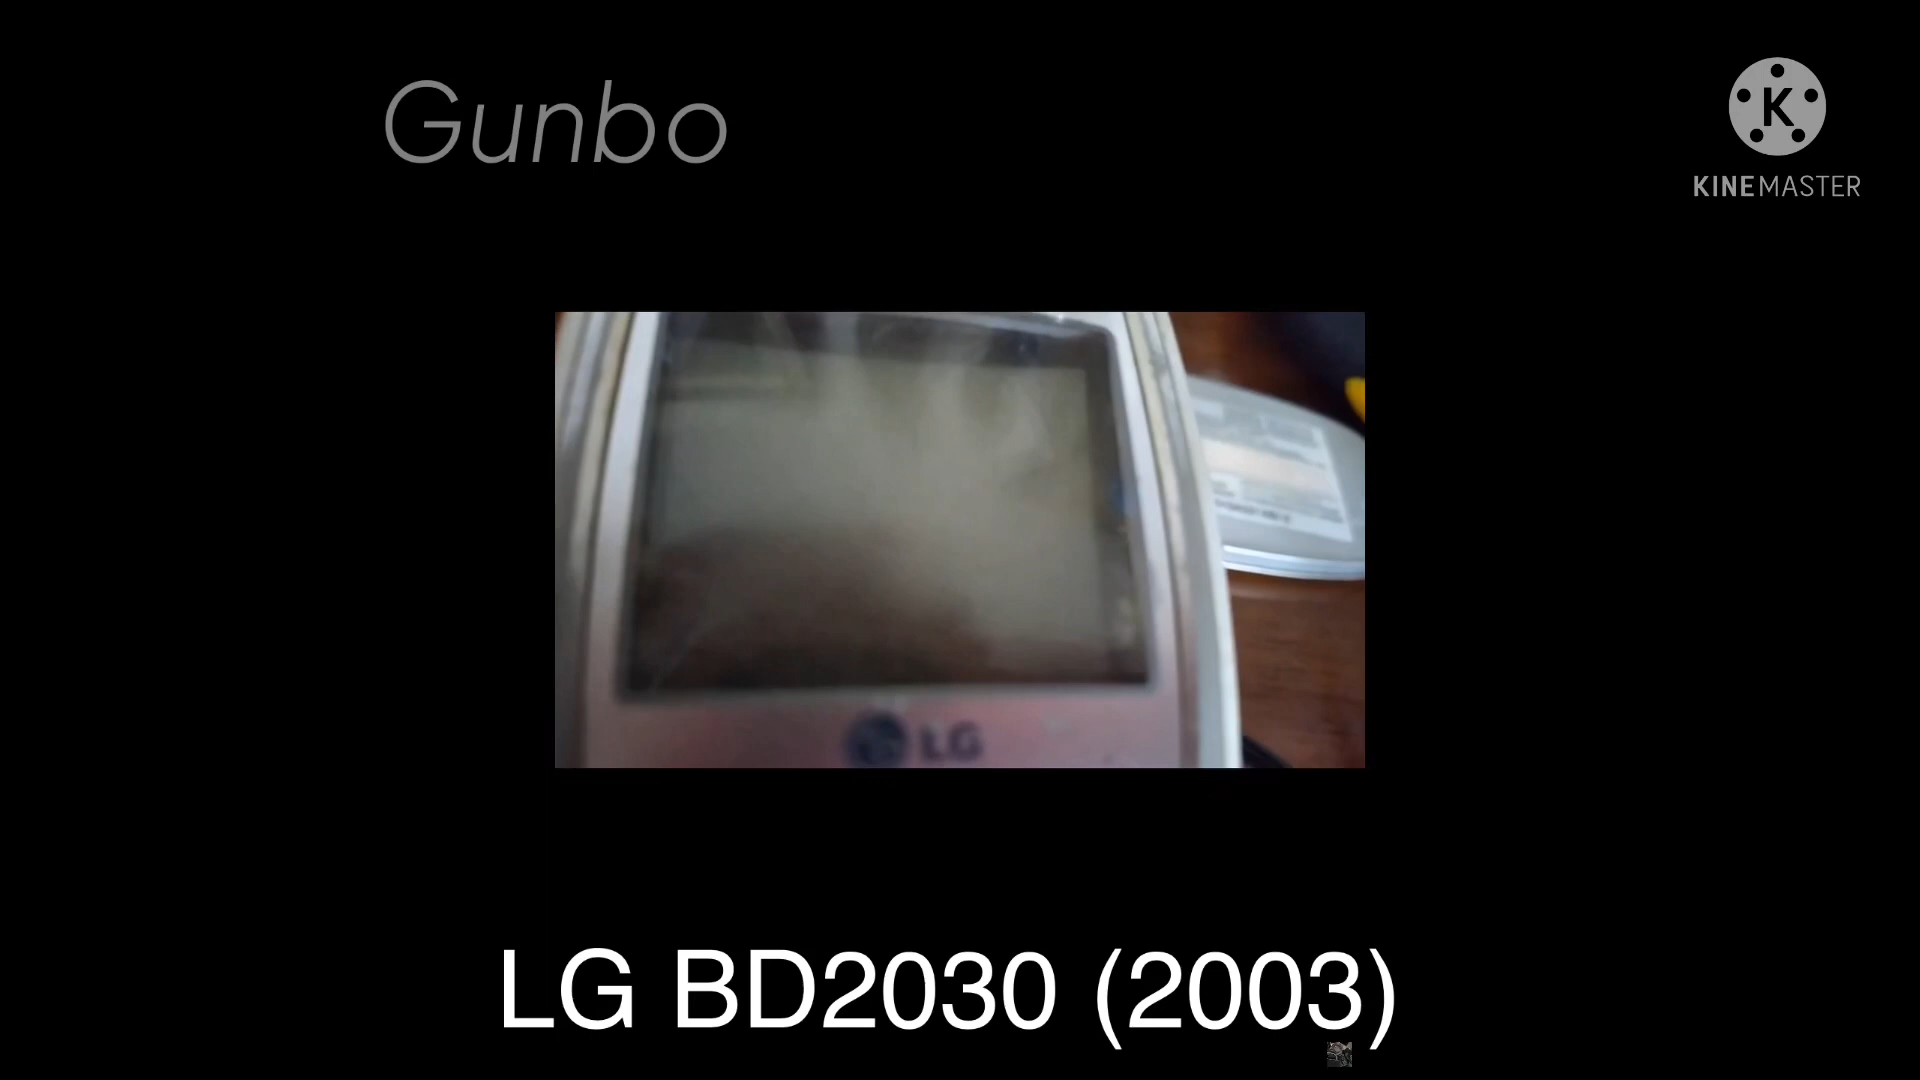 Gunbo
K
KINEMASTER
LG
LG BD2030 (2003)